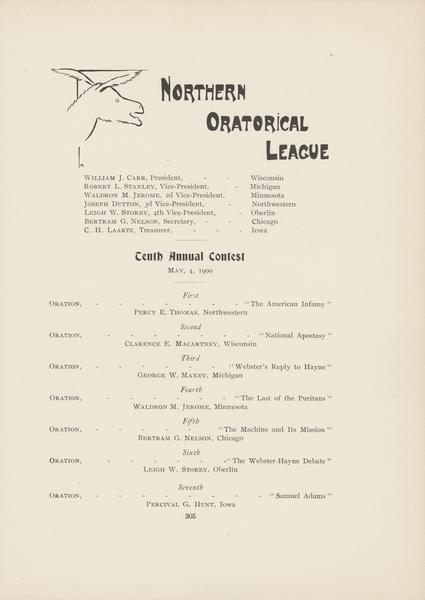 NORTHERN
ORATORICAL
LEAGUE
WILLIAM J. CARR, President, - - Wisconsin
ROBERT L. STANLEY, Vice-President, - Michigan
WALDRON M. JEROME, 2d Vice-President, Minnesota
JOSEPH DUTTON, 3d Vice-President, - Northwestern
LEIGH W. STOREY, 4th Vice-President, - Oberlin
BERTRAM G. NELSON, Secretary, - - Chicago
C. H. LAARTZ, Treasurer, - - - Iowa
Tenth Annual Contest
MAY, 4, 1900
First
ORATION, - - - - - - - "The American Infamy"
PERCY E. THOMAS, Northwestern
Second
ORATION, - - - - - - - "National Apostasy"
CLARENCE E. MACARTNEY, Wisconsin
Third
ORATION, - - - - - - "Webster's Reply to Hayne"
GEORGE W. MAXEY, Michigan
Fourth
ORATION, - - - - - - "The Last of the Puritans"
WALDRON M. JEROME, Minnesota
Fifth
ORATION, - - - - - - "The Machine and Its Mission"
BERTRAM G. NELSON, Chicago
Sixth
ORATION, - - - - - "The Webster-Hayne Debate"
LEIGH W. STOREY, Oberlin
Seventh
ORATION, - - - - - - - - "Samuel Adams"
PERCIVAL G. HUNT, Iowa
305